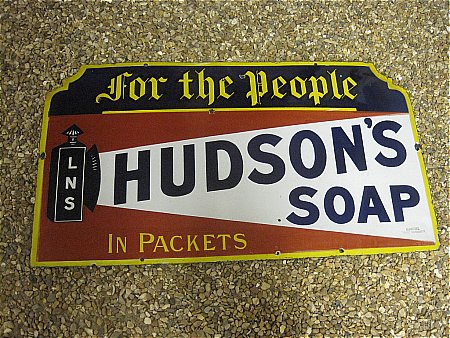 For the People
HUDSON'S
LNS
SOAP
IN PACKETS